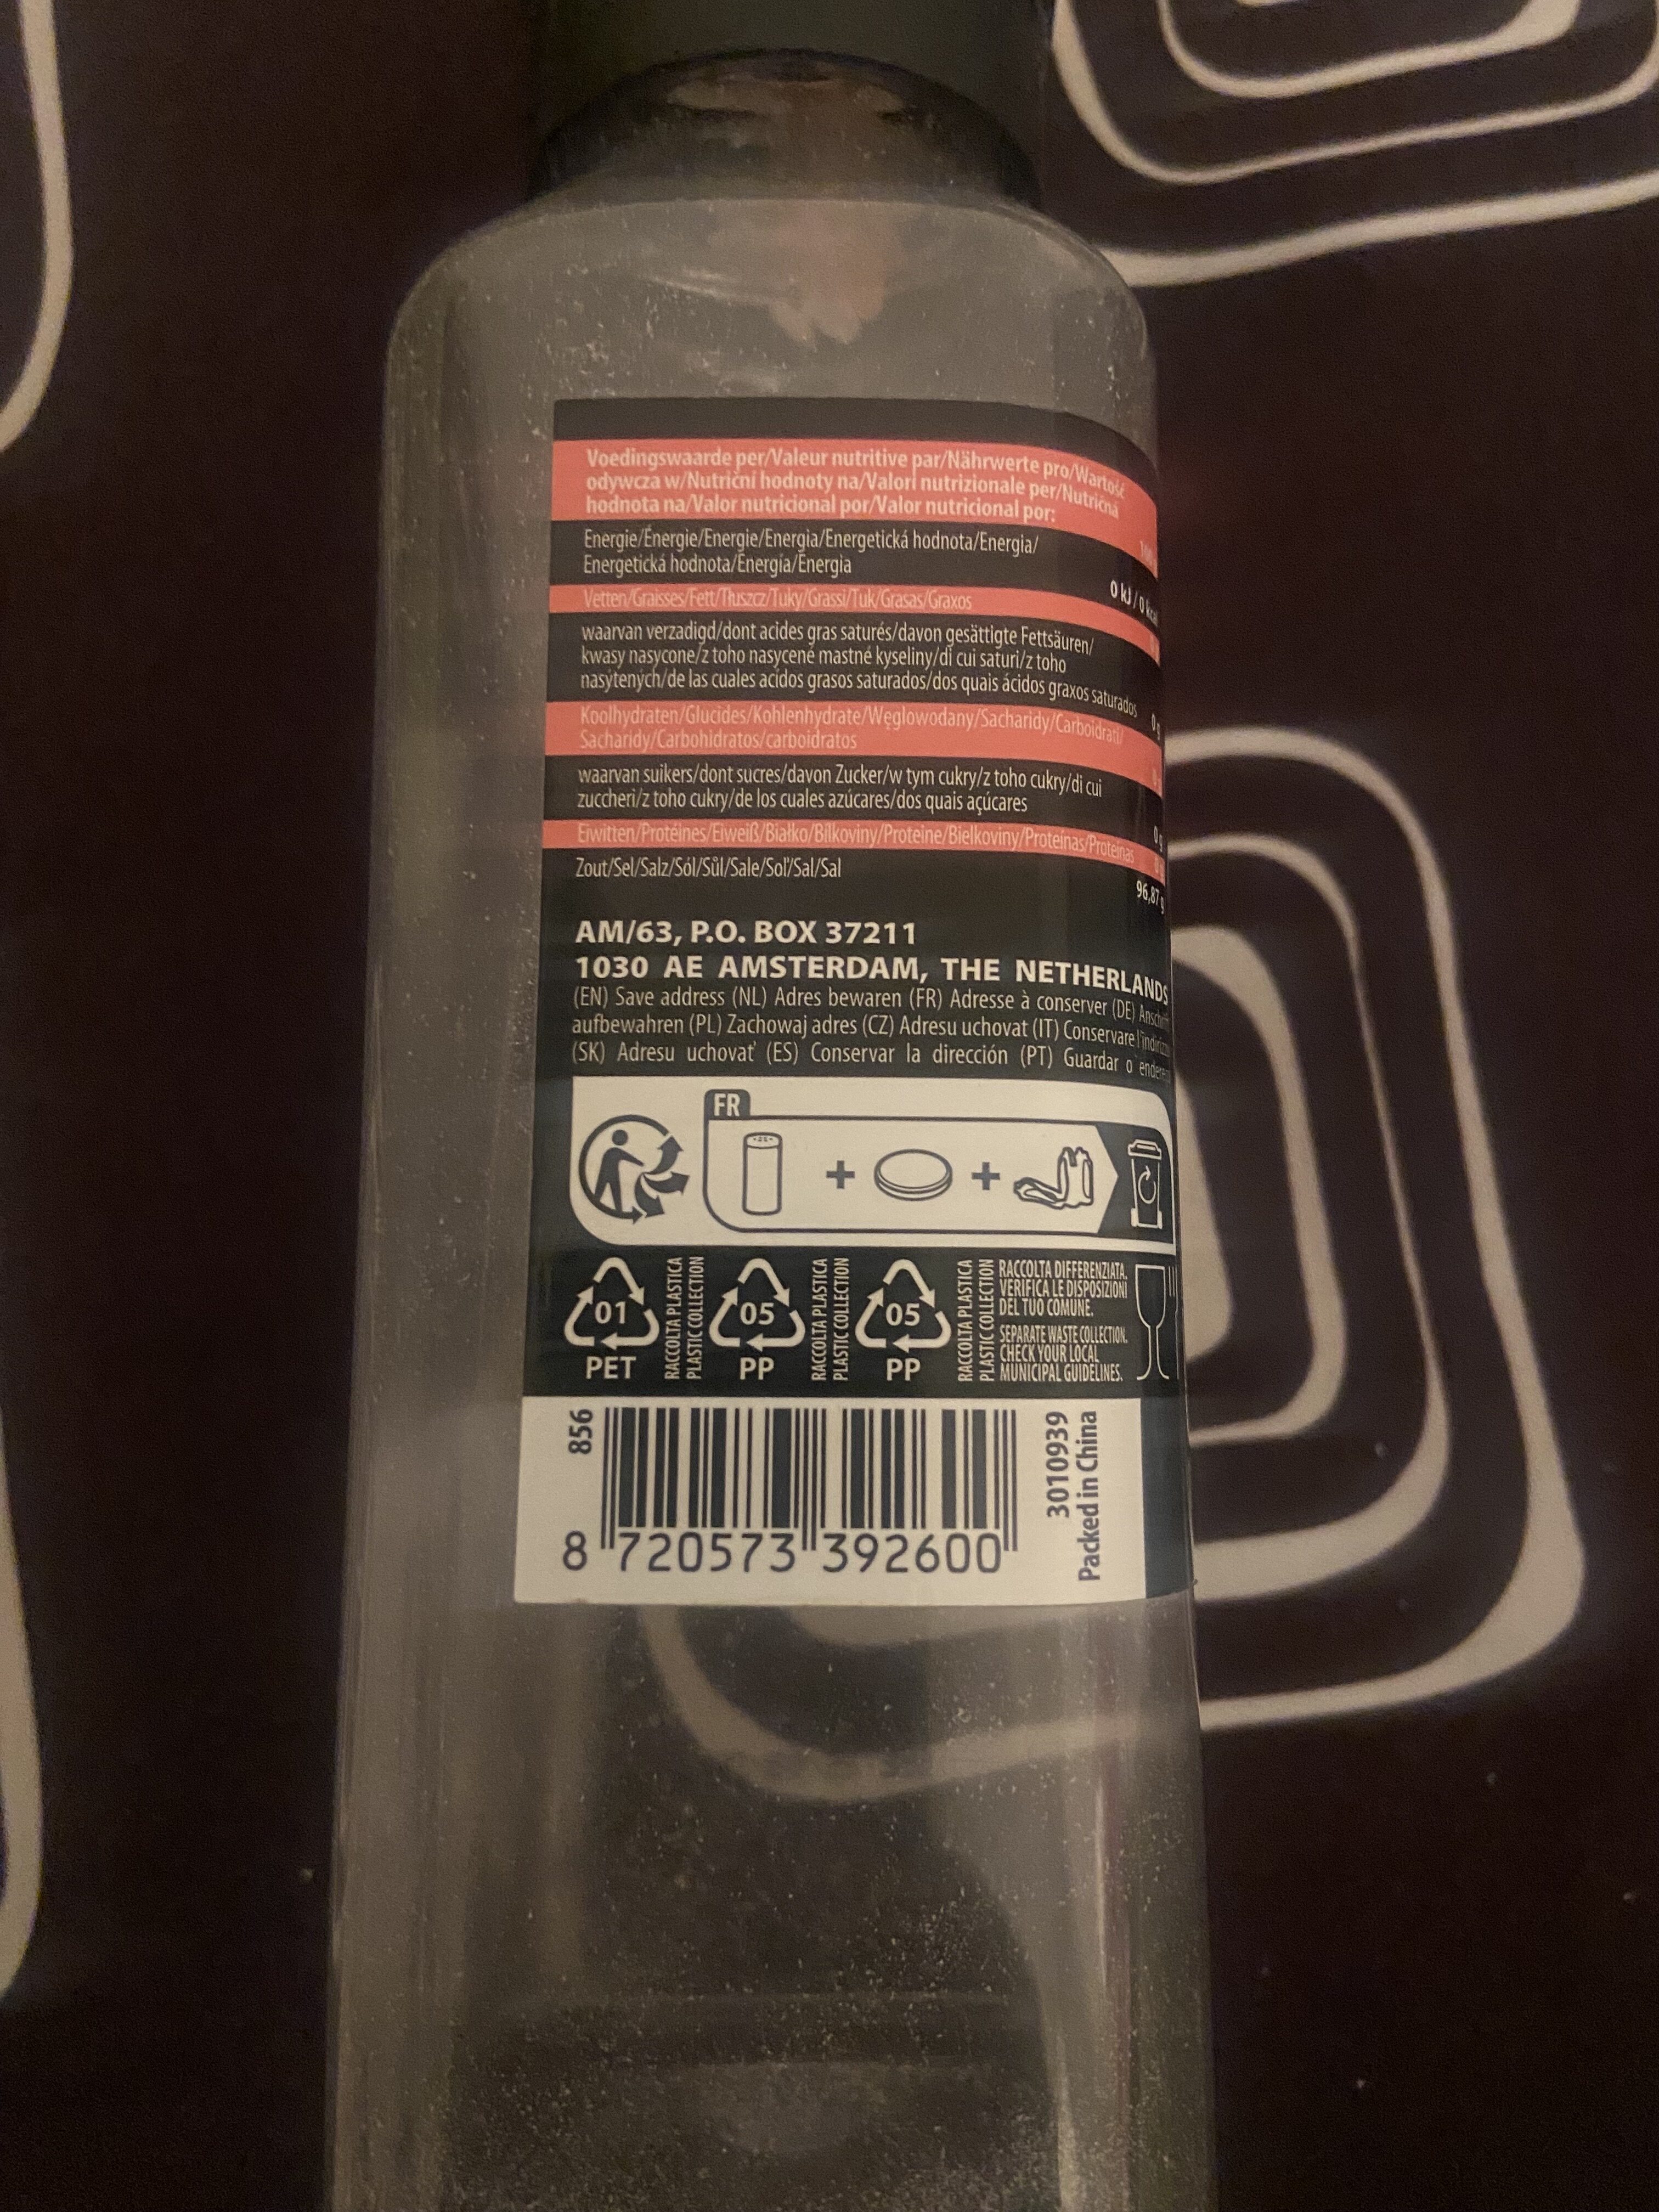 Voedingswaarde per/Valeur nutritive par/Nährwerte pro/Wartość
odywcza w/Nutriční hodnoty na/Valori nutrizionale per/Nutričná
hodnota na/Valor nutricional por/Valor nutricional por:
Energie/Énergie/Energie/Energia/Energetická hodnota/Energia/
Energetická hodnota/Energía/Energia
0 kJ / 0 kcal
Vetten/Graisses/Fett/Tłuszcz/Tuky/Grassi/Tuk/Grasas/Graxos
waarvan verzadigd/dont acides gras saturés/davon gesättigte Fettsäuren/
kwasy nasycone/z toho nasycené mastné kyseliny/di cui saturi/z toho
nasýtených/de las cuales acidos grasos saturados/dos quais ácidos graxos saturados 0 g
Koolhydraten/Glucides/Kohlenhydrate/Węglowodany/Sacharidy/Carboidrati/
Sacharidy/Carbohidratos/carboidratos
waarvan suikers/dont sucres/davon Zucker/w tym cukry/z toho cukry/di cui
zuccheri/z toho cukry/de los cuales azúcares/dos quais açúcares 0 g
Eiwitten/Protéines/Eiweiß/Białko/Bílkoviny/Proteine/Bielkoviny/Proteínas/Proteínas
Zout/Sel/Salz/Sól/Sůl/Sale/Soľ/Sal/Sal 96,87 g
AM/63, P.O. BOX 37211
1030 AE AMSTERDAM, THE NETHERLANDS
(EN) Save address (NL) Adres bewaren (FR) Adresse à conserver (DE)
aufbewahren (PL) Zachowaj adres (CZ) Adresu uchovat (IT) Conservare
(SK) Adresu uchovať (ES) Conservar la dirección (PT) Guardar o
FR
+ +
01
PET
RACCOLTA PLASTICA
PLASTIC COLLECTION
05
PP
RACCOLTA PLASTICA
PLASTIC COLLECTION
05
PP
RACCOLTA PLASTICA
PLASTIC COLLECTION
RACCOLTA DIFFERENZIATA.
VERIFICA LE DISPOSIZIONI
DEL TUO COMUNE.
SEPARATE WASTE COLLECTION.
CHECK YOUR LOCAL
MUNICIPAL GUIDELINES.
856
8 720573 392600
3010939
Packed in China